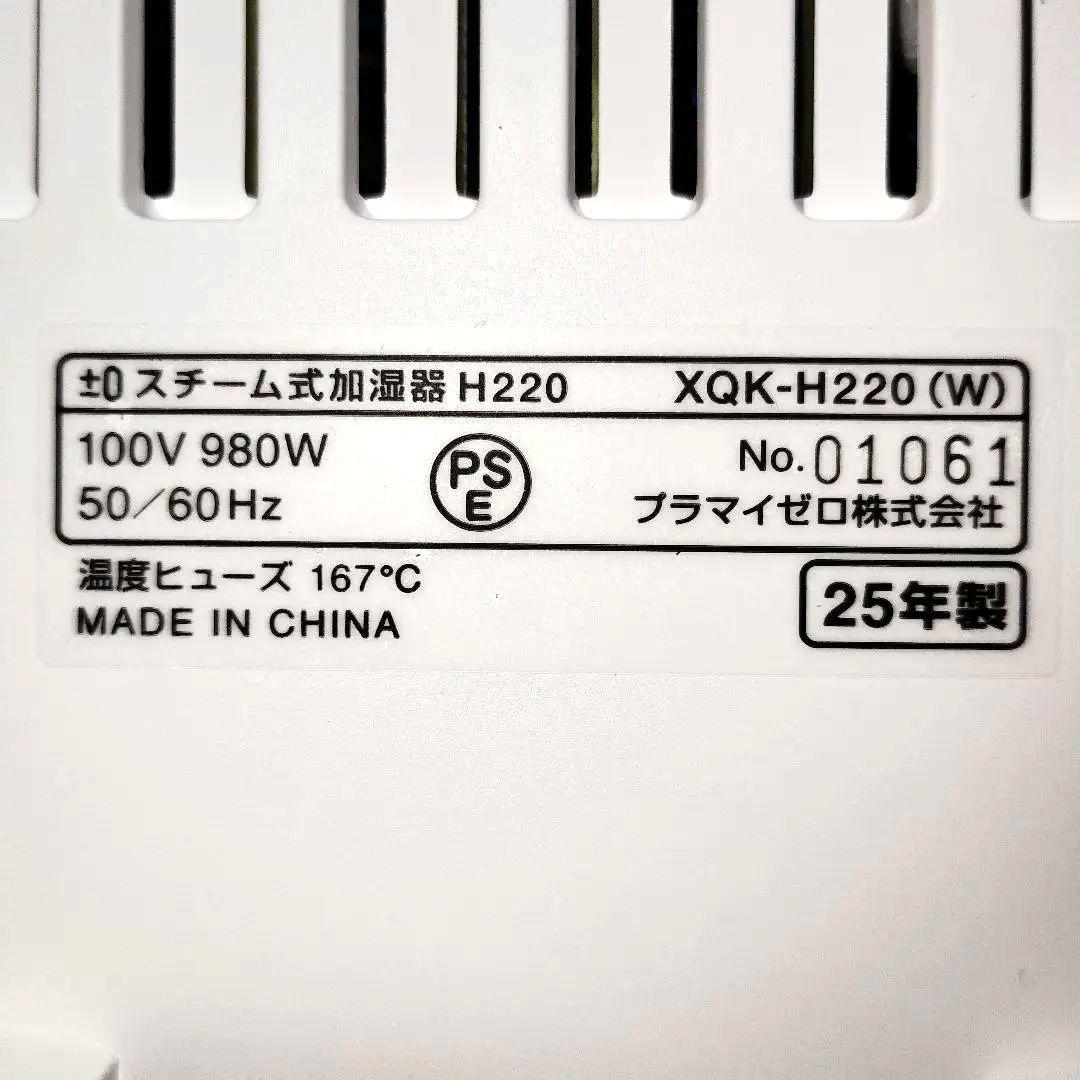 ±0 スチーム式加湿器 H220 XQK-H220 (W)
100V 980W
50/60Hz
PS
E
No. 01061
プラマイゼロ株式会社
温度ヒューズ 167℃
MADE IN CHINA
25年製